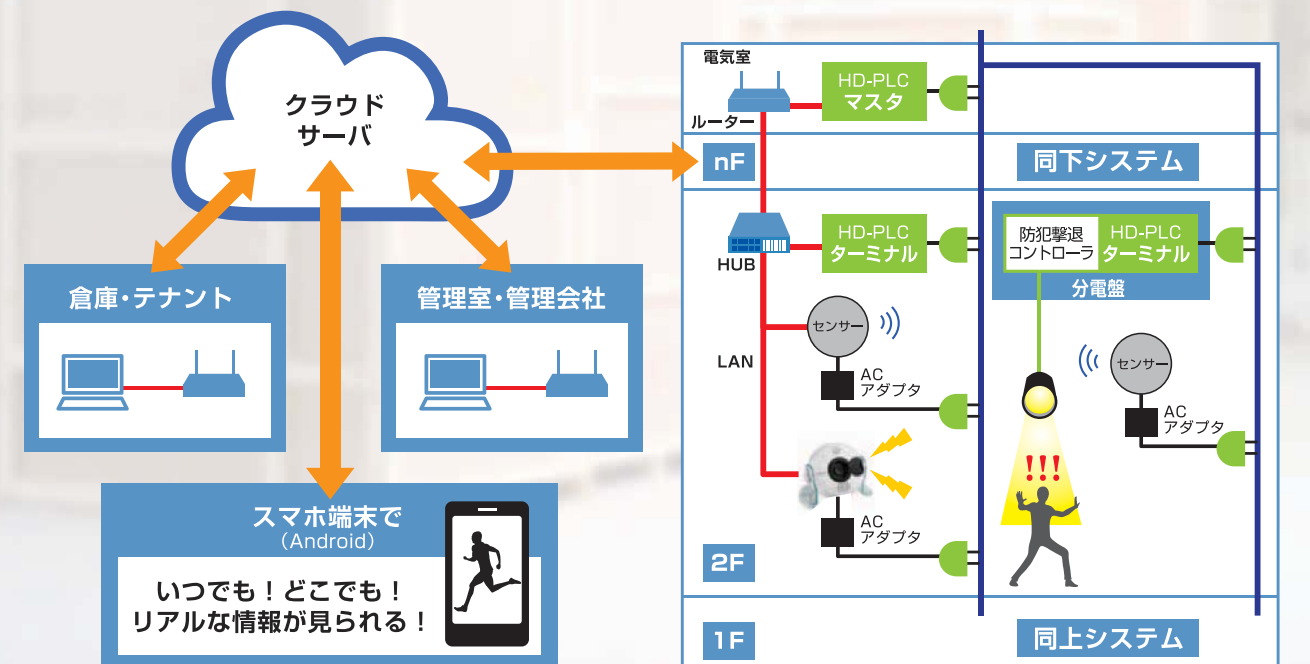 クラウド
サーバ
倉庫・テナント
管理室・管理会社
スマホ端末で
(Android)
いつでも！どこでも！
リアルな情報が見られる！
電気室
ルーター
HD-PLC
マスタ
nF
同下システム
HUB
HD-PLC
ターミナル
防犯撃退
コントローラ
HD-PLC
ターミナル
分電盤
センサー
LAN
AC
アダプタ
センサー
AC
アダプタ
!!!
AC
アダプタ
2F
1F
同上システム